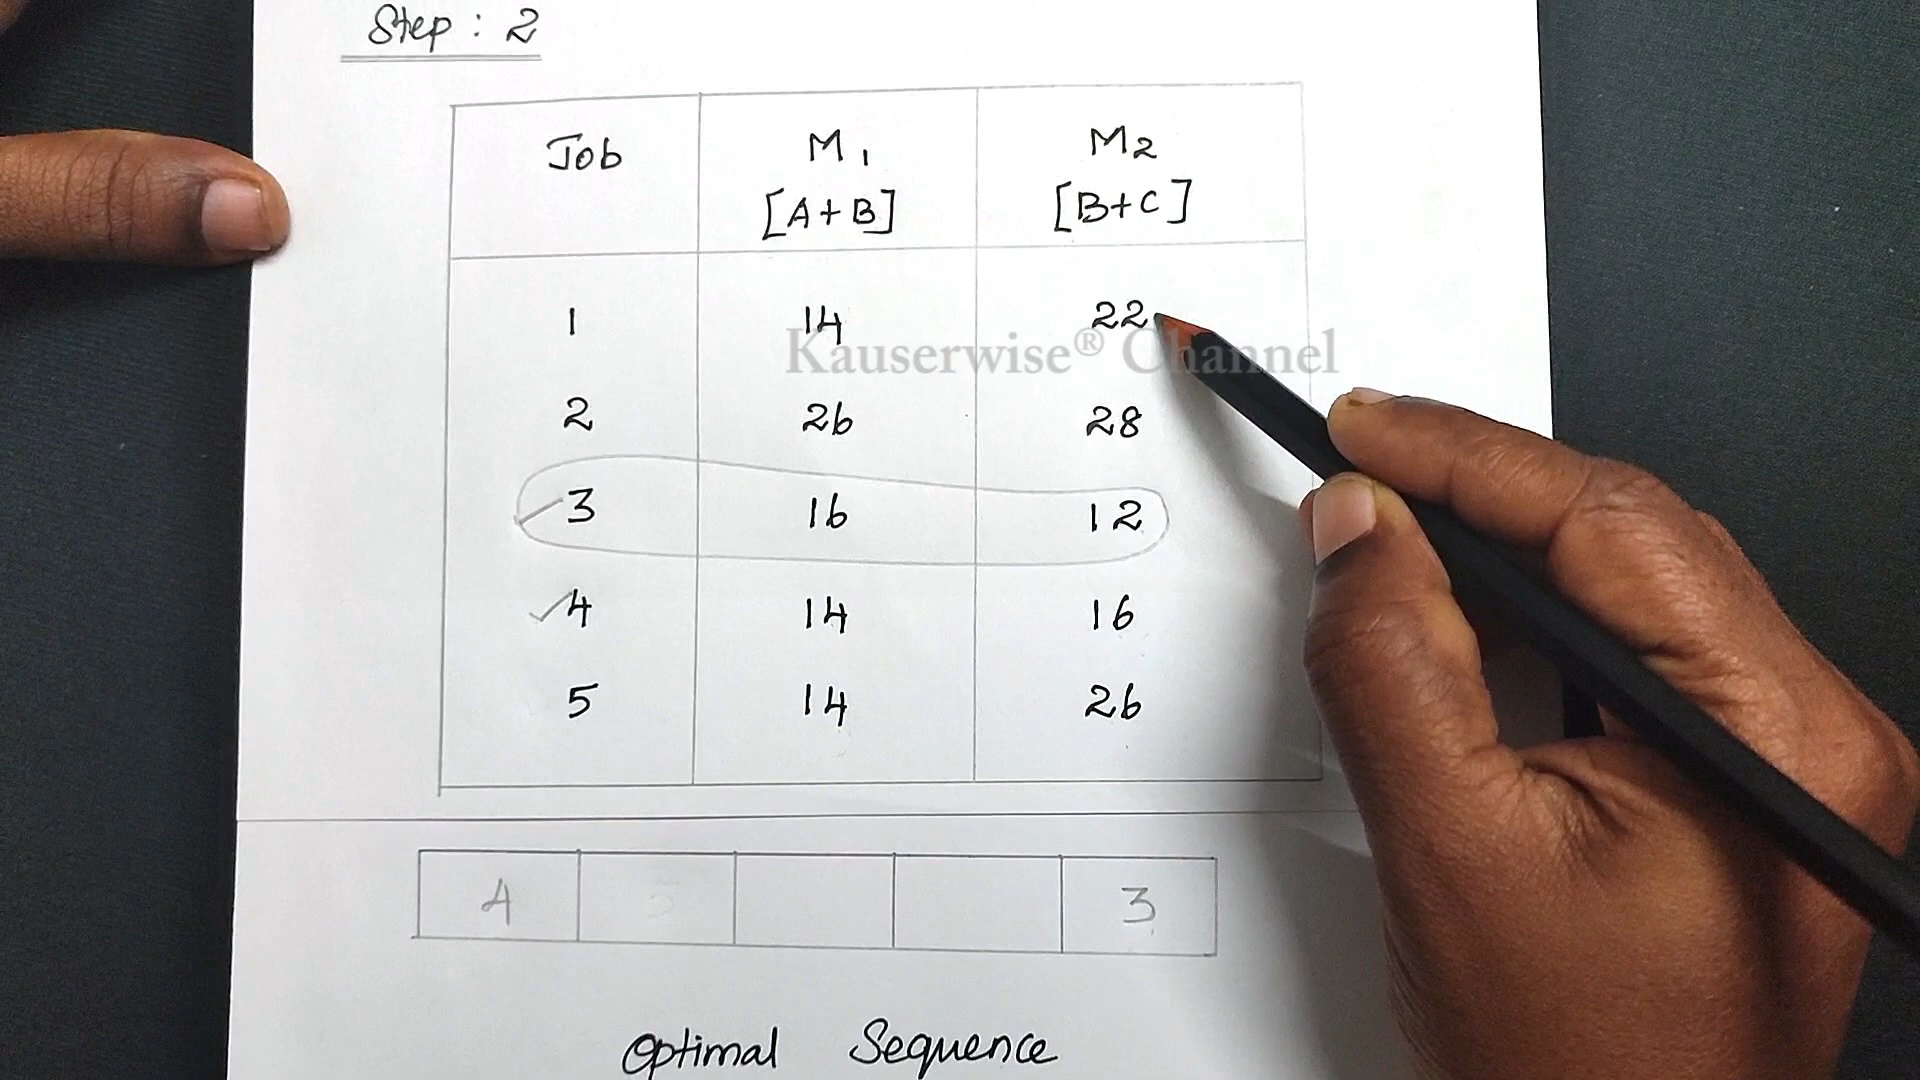 Step : 2
Job M1 M2
[A+B] [B+C]
1 14 22
Kauserwise® Channel
2 26 28
3 16 12
4 14 16
5 14 26
4 3
Optimal Sequence